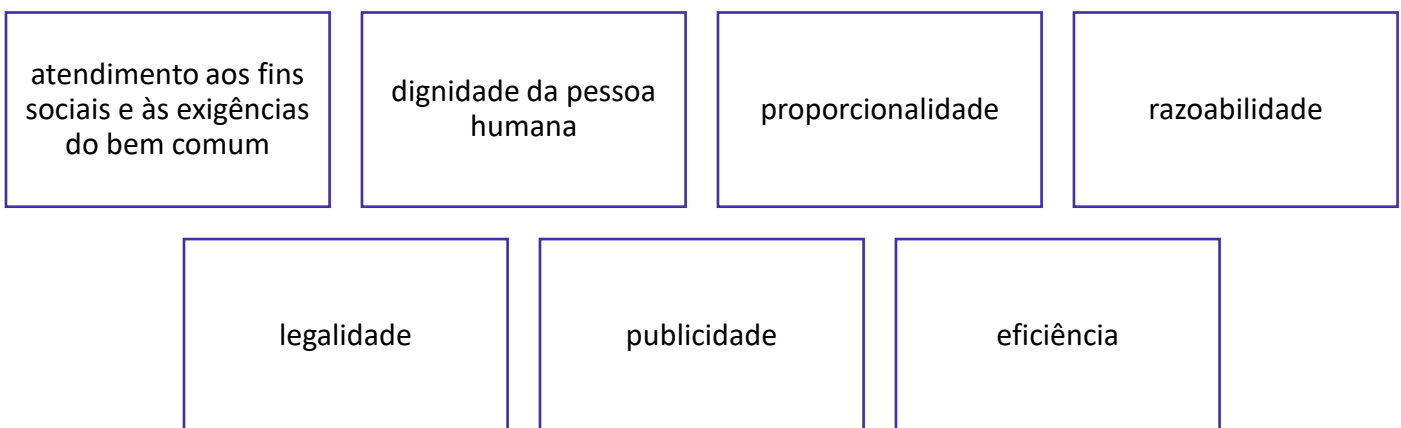 atendimento aos fins
sociais e às exigências
do bem comum
dignidade da pessoa
humana
proporcionalidade
razoabilidade
legalidade
publicidade
eficiência